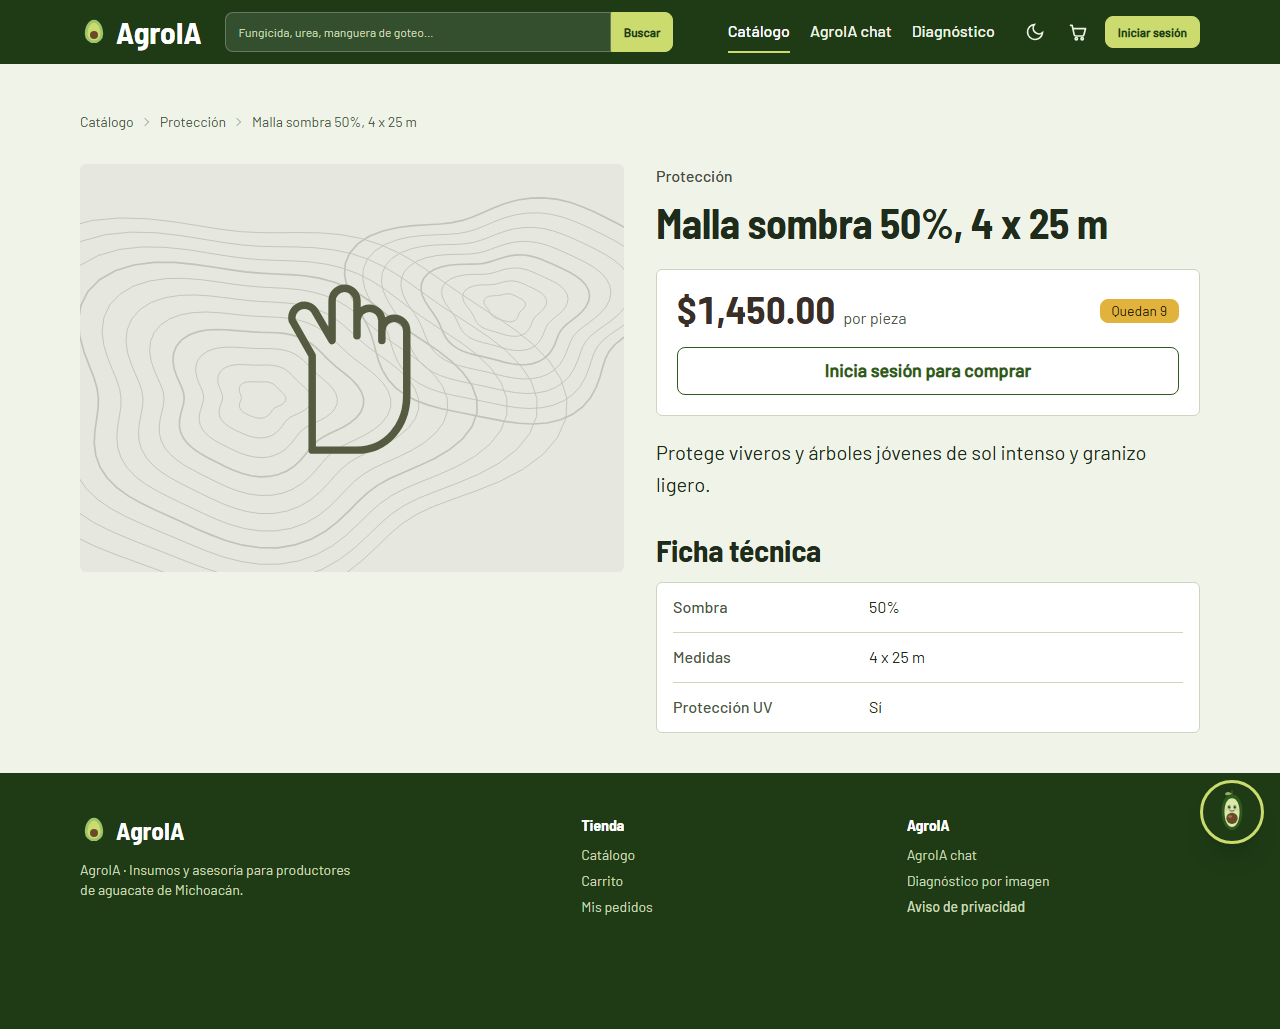 AgroIA
Fungicida, urea, manguera de goteo...
Buscar
Catálogo
AgroIA chat
Diagnóstico
Iniciar sesión
Catálogo > Protección > Malla sombra 50%, 4 x 25 m
Protección
Malla sombra 50%, 4 x 25 m
$1,450.00 por pieza
Quedan 9
Inicia sesión para comprar
Protege viveros y árboles jóvenes de sol intenso y granizo
ligero.
Ficha técnica
Sombra 50%
Medidas 4 x 25 m
Protección UV Sí
AgroIA
AgroIA · Insumos y asesoría para productores
de aguacate de Michoacán.
Tienda
Catálogo
Carrito
Mis pedidos
AgroIA
AgroIA chat
Diagnóstico por imagen
Aviso de privacidad